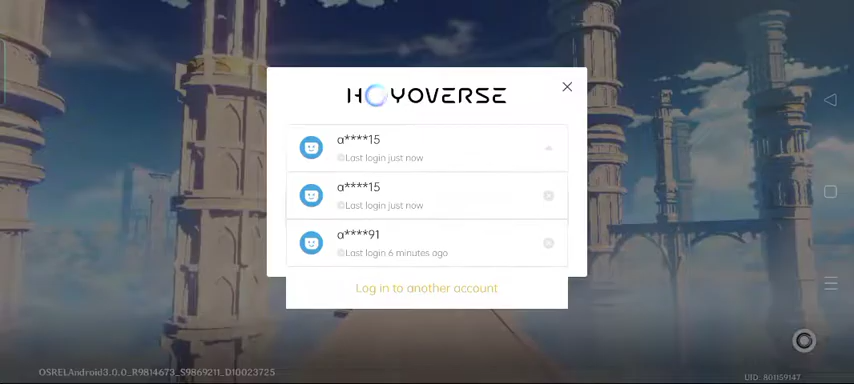 HOYOVERSE
a****15
Last login just now
a****15
Last login just now
a****91
Last login 6 minutes ago
Log in to another account
OSRELAndroid3.0.0_R9814673_S9869211_D10023725
UID: 801159147